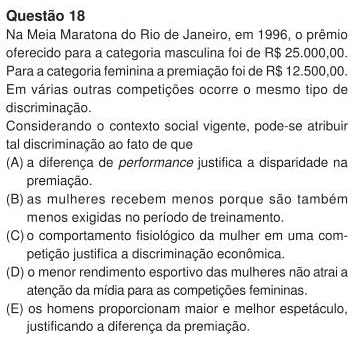 Questão 18
Na Meia Maratona do Rio de Janeiro, em 1996, o prêmio
oferecido para a categoria masculina foi de R$ 25.000,00.
Para a categoria feminina a premiação foi de R$ 12.500,00.
Em várias outras competições ocorre o mesmo tipo de
discriminação.
Considerando o contexto social vigente, pode-se atribuir
tal discriminação ao fato de que
(A) a diferença de performance justifica a disparidade na
premiação.
(B) as mulheres recebem menos porque são também
menos exigidas no período de treinamento.
(C) o comportamento fisiológico da mulher em uma com-
petição justifica a discriminação econômica.
(D) o menor rendimento esportivo das mulheres não atrai a
atenção da mídia para as competições femininas.
(E) os homens proporcionam maior e melhor espetáculo,
justificando a diferença da premiação.